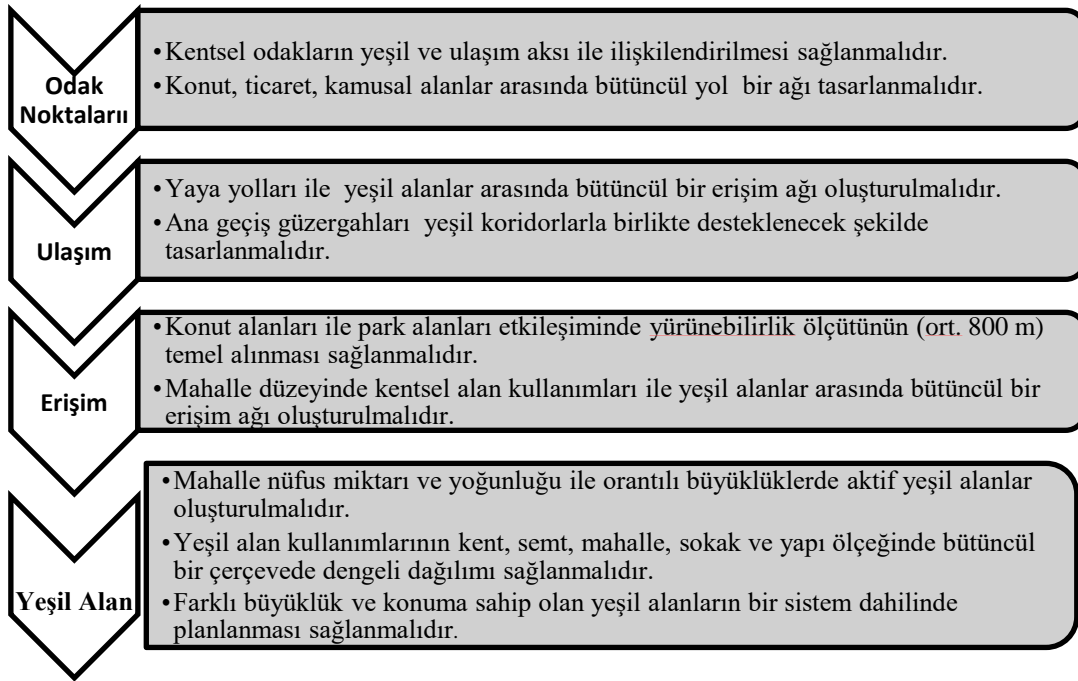 Odak
Noktalarıı
•Kentsel odakların yeşil ve ulaşım aksı ile ilişkilendirilmesi sağlanmalıdır.
•Konut, ticaret, kamusal alanlar arasında bütüncül yol  bir ağı tasarlanmalıdır.
Ulaşım
•Yaya yolları ile  yeşil alanlar arasında bütüncül bir erişim ağı oluşturulmalıdır.
•Ana geçiş güzergahları  yeşil koridorlarla birlikte desteklenecek şekilde
tasarlanmalıdır.
Erişim
•Konut alanları ile park alanları etkileşiminde yürünebilirlik ölçütünün (ort. 800 m)
temel alınması sağlanmalıdır.
•Mahalle düzeyinde kentsel alan kullanımları ile yeşil alanlar arasında bütüncül bir
erişim ağı oluşturulmalıdır.
Yeşil Alan
•Mahalle nüfus miktarı ve yoğunluğu ile orantılı büyüklüklerde aktif yeşil alanlar
oluşturulmalıdır.
•Yeşil alan kullanımlarının kent, semt, mahalle, sokak ve yapı ölçeğinde bütüncül
bir çerçevede dengeli dağılımı sağlanmalıdır.
•Farklı büyüklük ve konuma sahip olan yeşil alanların bir sistem dahilinde
planlanması sağlanmalıdır.